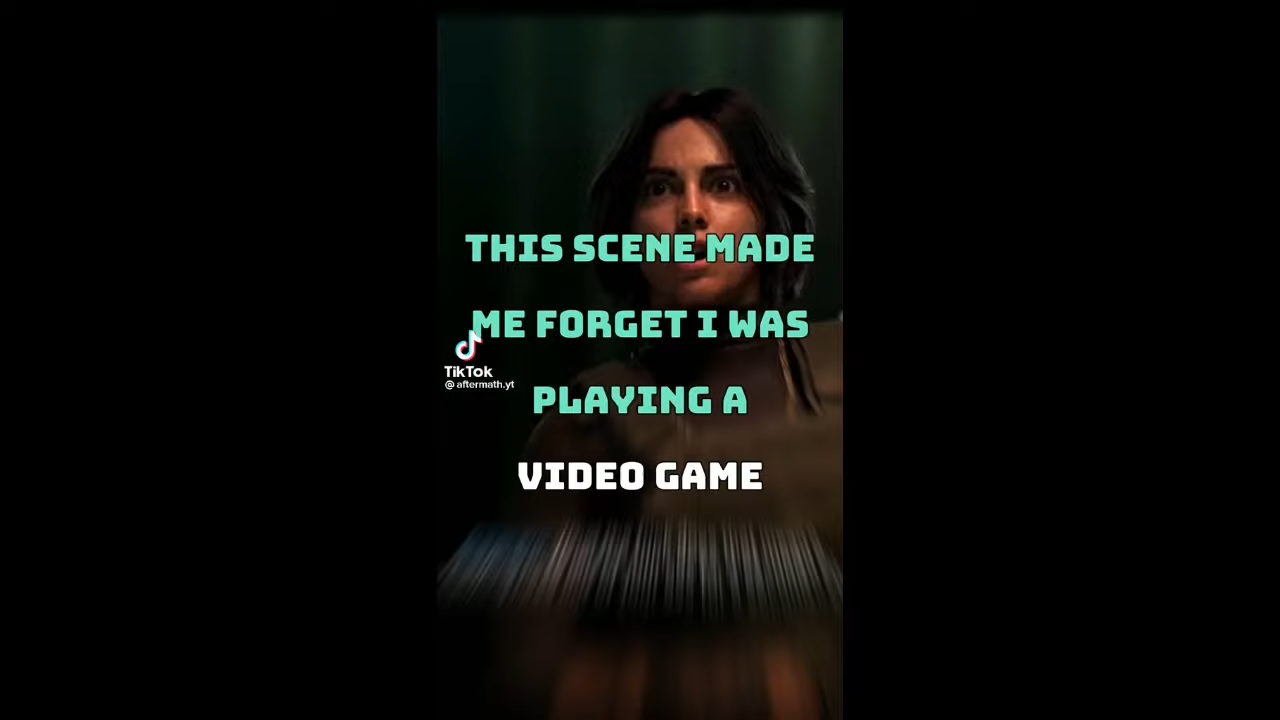 THIS SCENE MADE
ME FORGET I WAS
TikTok
@aftermath.yt
PLAYING A
VIDEO GAME